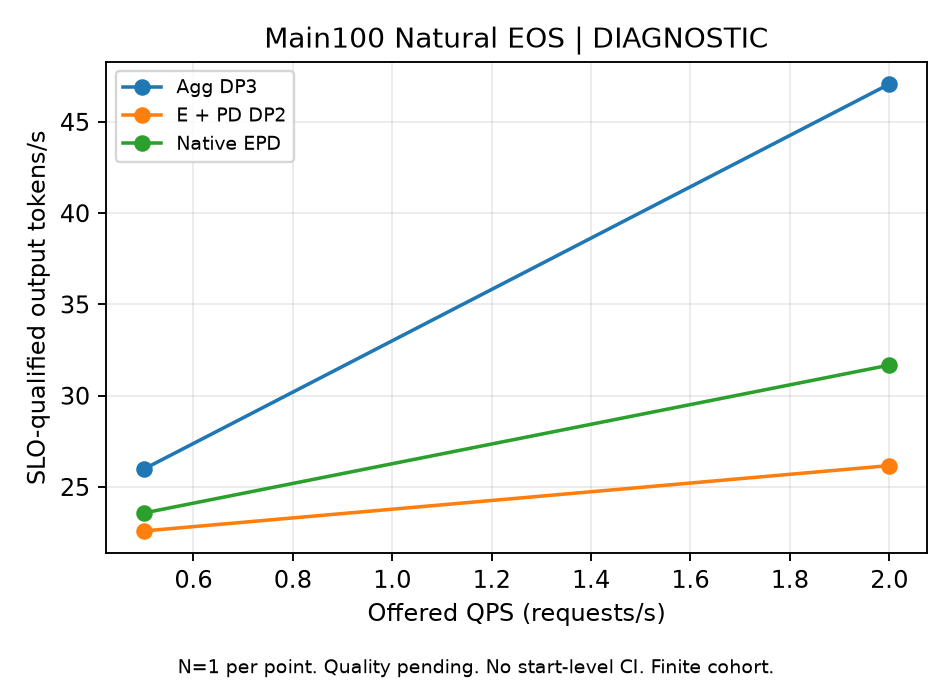 Main100 Natural EOS | DIAGNOSTIC
Agg DP3
E + PD DP2
Native EPD
SLO-qualified output tokens/s
45
40
35
30
25
0.6 0.8 1.0 1.2 1.4 1.6 1.8 2.0
Offered QPS (requests/s)
N=1 per point. Quality pending. No start-level CI. Finite cohort.